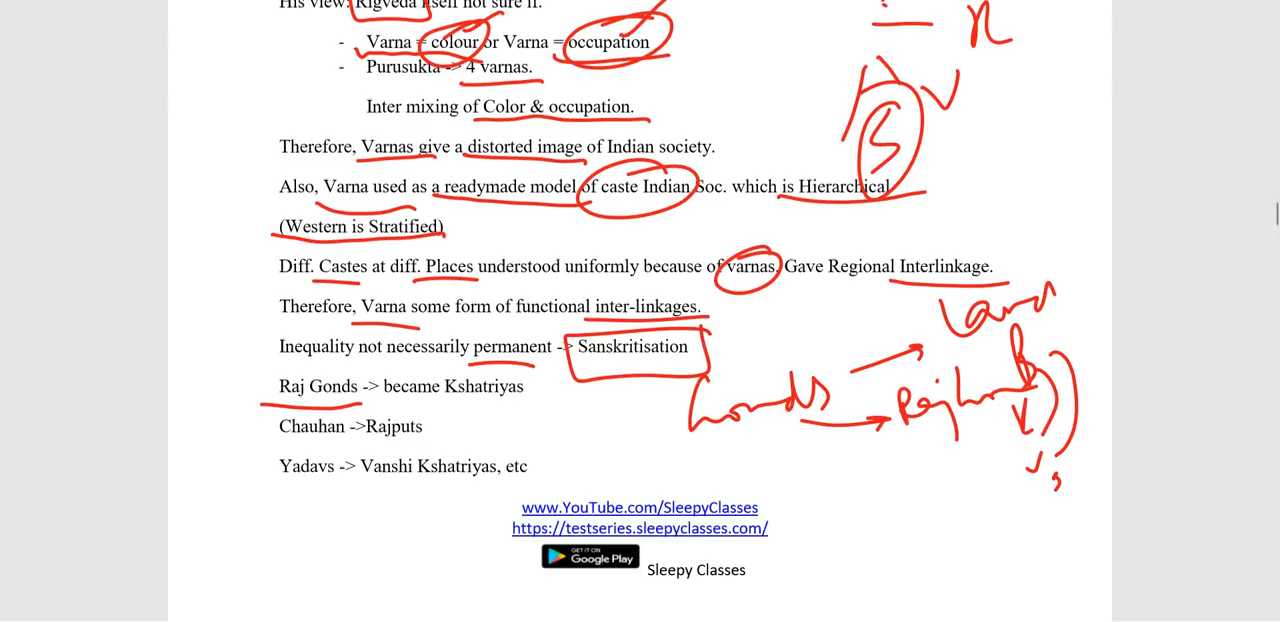 His view: Rigveda itself not sure if.
- Varna = colour or Varna = occupation
- Purusukta -> 4 varnas.
Inter mixing of Color & occupation.
Therefore, Varnas give a distorted image of Indian society.
Also, Varna used as a readymade model of caste Indian Soc. which is Hierarchical
(Western is Stratified)
Diff. Castes at diff. Places understood uniformly because of varnas. Gave Regional Interlinkage.
Therefore, Varna some form of functional inter-linkages.
Land
Inequality not necessarily permanent -> Sanskritisation
Raj Gonds -> became Kshatriyas
Gonds
Chauhan ->Rajputs
Yadavs -> Vanshi Kshatriyas, etc
www.YouTube.com/SleepyClasses
https://testseries.sleepyclasses.com/
GET IT ON
Google Play
Sleepy Classes